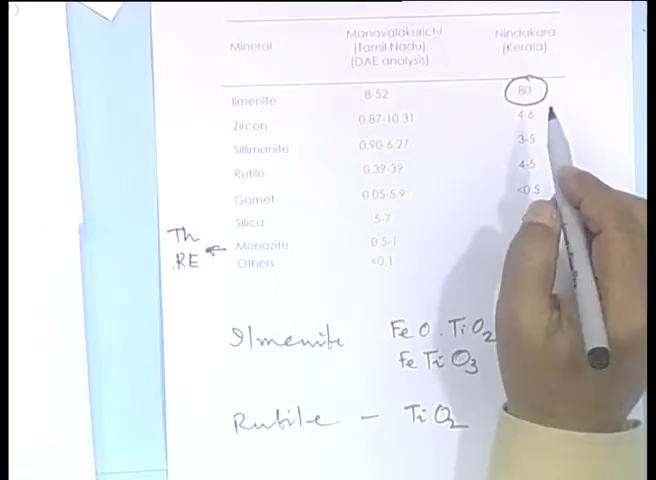 Mineral Manavalakurichi Nindakara
(Tamil Nadu) (Kerala)
(DAE analysis)
Ilmenite 8-52 80
Zircon 0.87-10.31 4-6
Sillimanite 0.90-6.27 3-5
Rutile 0.39-39 4-5
Garnet 0.05-5.9 <0.5
Silica 5-7
Th
Monazite 0.5-1
RE ←
Others <0.1
Ilmenite FeO.TiO2
FeTiO3
Rutile - TiO2